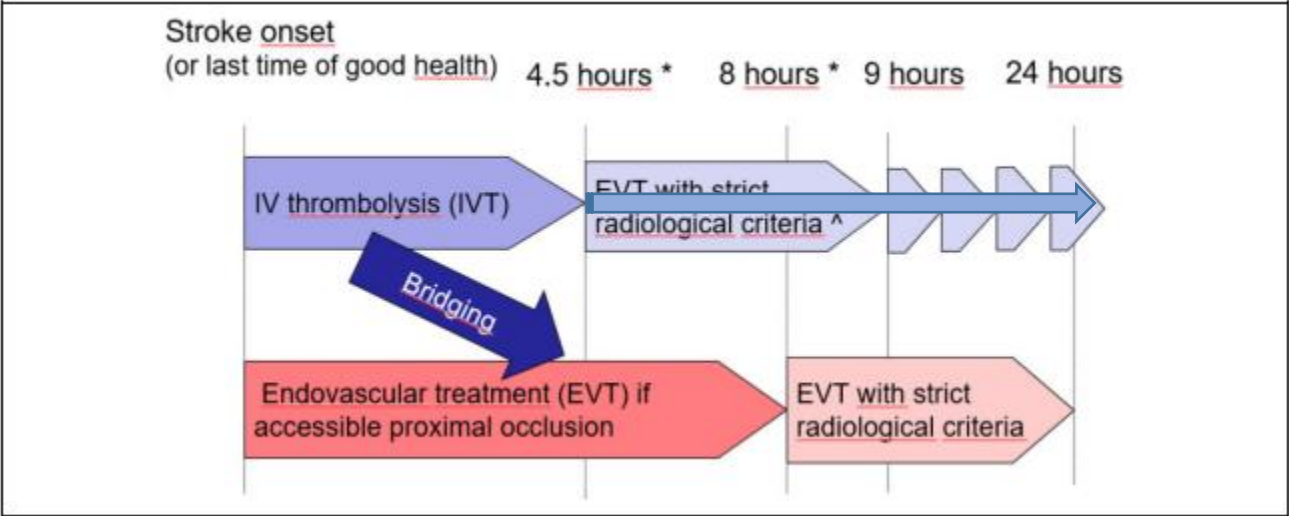 Stroke onset
(or last time of good health)
4.5 hours *
8 hours *
9 hours
24 hours
IV thrombolysis (IVT)
EVT with strict
radiological criteria ^
Bridging
Endovascular treatment (EVT) if
accessible proximal occlusion
EVT with strict
radiological criteria